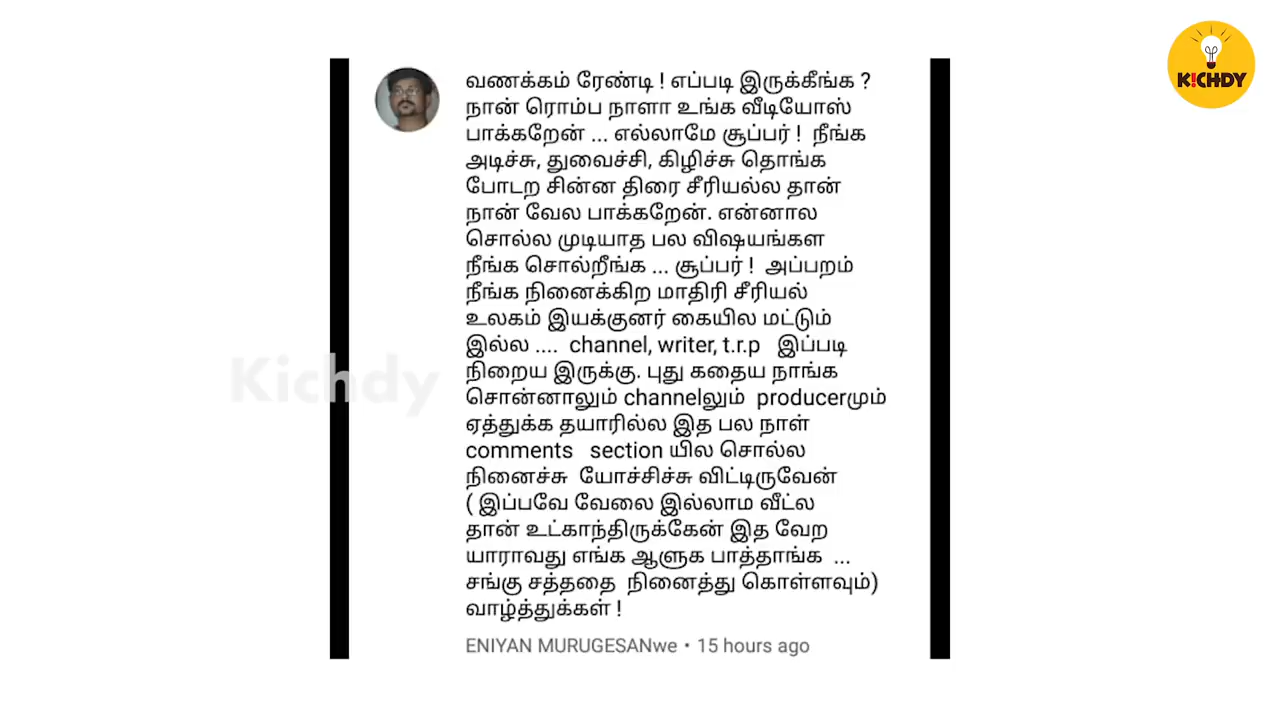 K!CHDY
வணக்கம் ரேண்டி ! எப்படி இருக்கீங்க ?
நான் ரொம்ப நாளா உங்க வீடியோஸ்
பாக்கறேன் ... எல்லாமே சூப்பர் ! நீங்க
அடிச்சு, துவைச்சி, கிழிச்சு தொங்க
போடற சின்ன திரை சீரியல்ல தான்
நான் வேல பாக்கறேன். என்னால
சொல்ல முடியாத பல விஷயங்கள
நீங்க சொல்றீங்க ... சூப்பர் ! அப்பறம்
நீங்க நினைக்கிற மாதிரி சீரியல்
உலகம் இயக்குனர் கையில மட்டும்
இல்ல .... channel, writer, t.r.p இப்படி
நிறைய இருக்கு. புது கதைய நாங்க
சொன்னாலும் channelலும் producerமும்
ஏத்துக்க தயாரில்ல இத பல நாள்
comments section யில சொல்ல
நினைச்சு யோச்சிச்சு விட்டிருவேன்
( இப்பவே வேலை இல்லாம வீட்ல
தான் உட்காந்திருக்கேன் இத வேற
யாராவது எங்க ஆளுக பாத்தாங்க ...
சங்கு சத்ததை நினைத்து கொள்ளவும்)
வாழ்த்துக்கள் !
ENIYAN MURUGESANwe • 15 hours ago
Kichdy